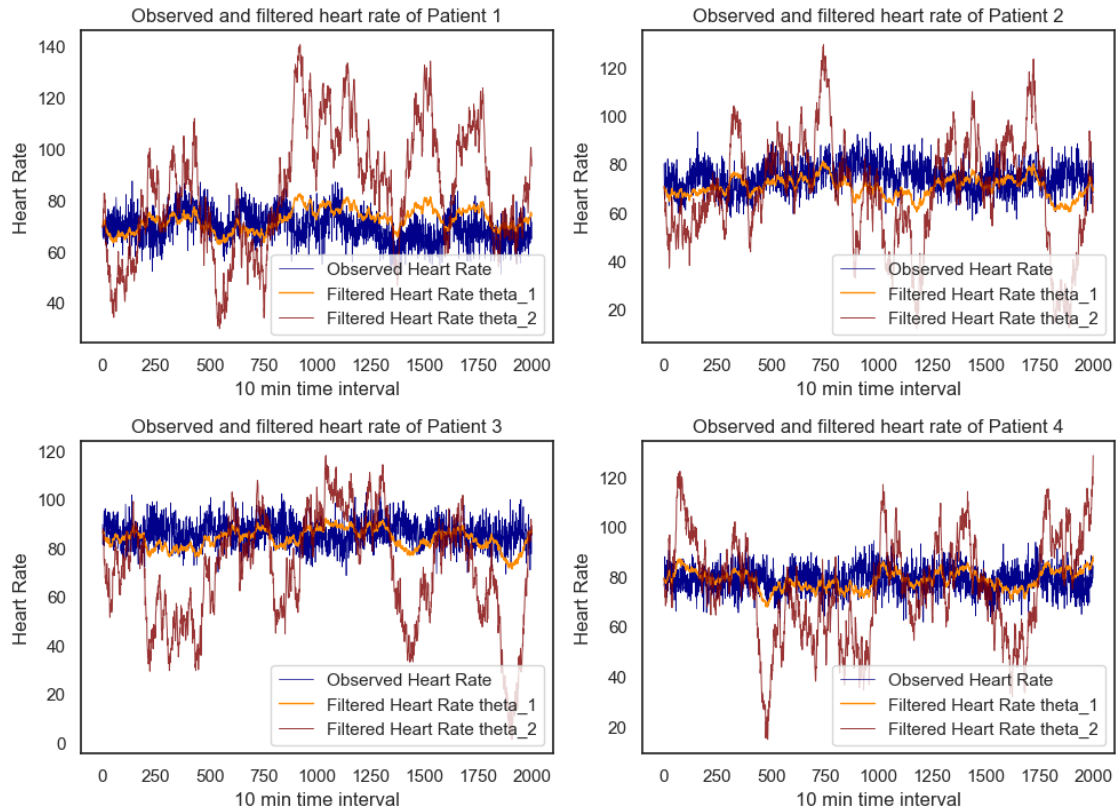 Observed and filtered heart rate of Patient 1
140
120
100
80
60
40
Heart Rate
Observed Heart Rate
Filtered Heart Rate theta_1
Filtered Heart Rate theta_2
0 250 500 750 1000 1250 1500 1750 2000
10 min time interval
Observed and filtered heart rate of Patient 2
120
100
80
60
40
20
Heart Rate
Observed Heart Rate
Filtered Heart Rate theta_1
Filtered Heart Rate theta_2
0 250 500 750 1000 1250 1500 1750 2000
10 min time interval
Observed and filtered heart rate of Patient 3
120
100
80
60
40
20
0
Heart Rate
Observed Heart Rate
Filtered Heart Rate theta_1
Filtered Heart Rate theta_2
0 250 500 750 1000 1250 1500 1750 2000
10 min time interval
Observed and filtered heart rate of Patient 4
120
100
80
60
40
20
Heart Rate
Observed Heart Rate
Filtered Heart Rate theta_1
Filtered Heart Rate theta_2
0 250 500 750 1000 1250 1500 1750 2000
10 min time interval